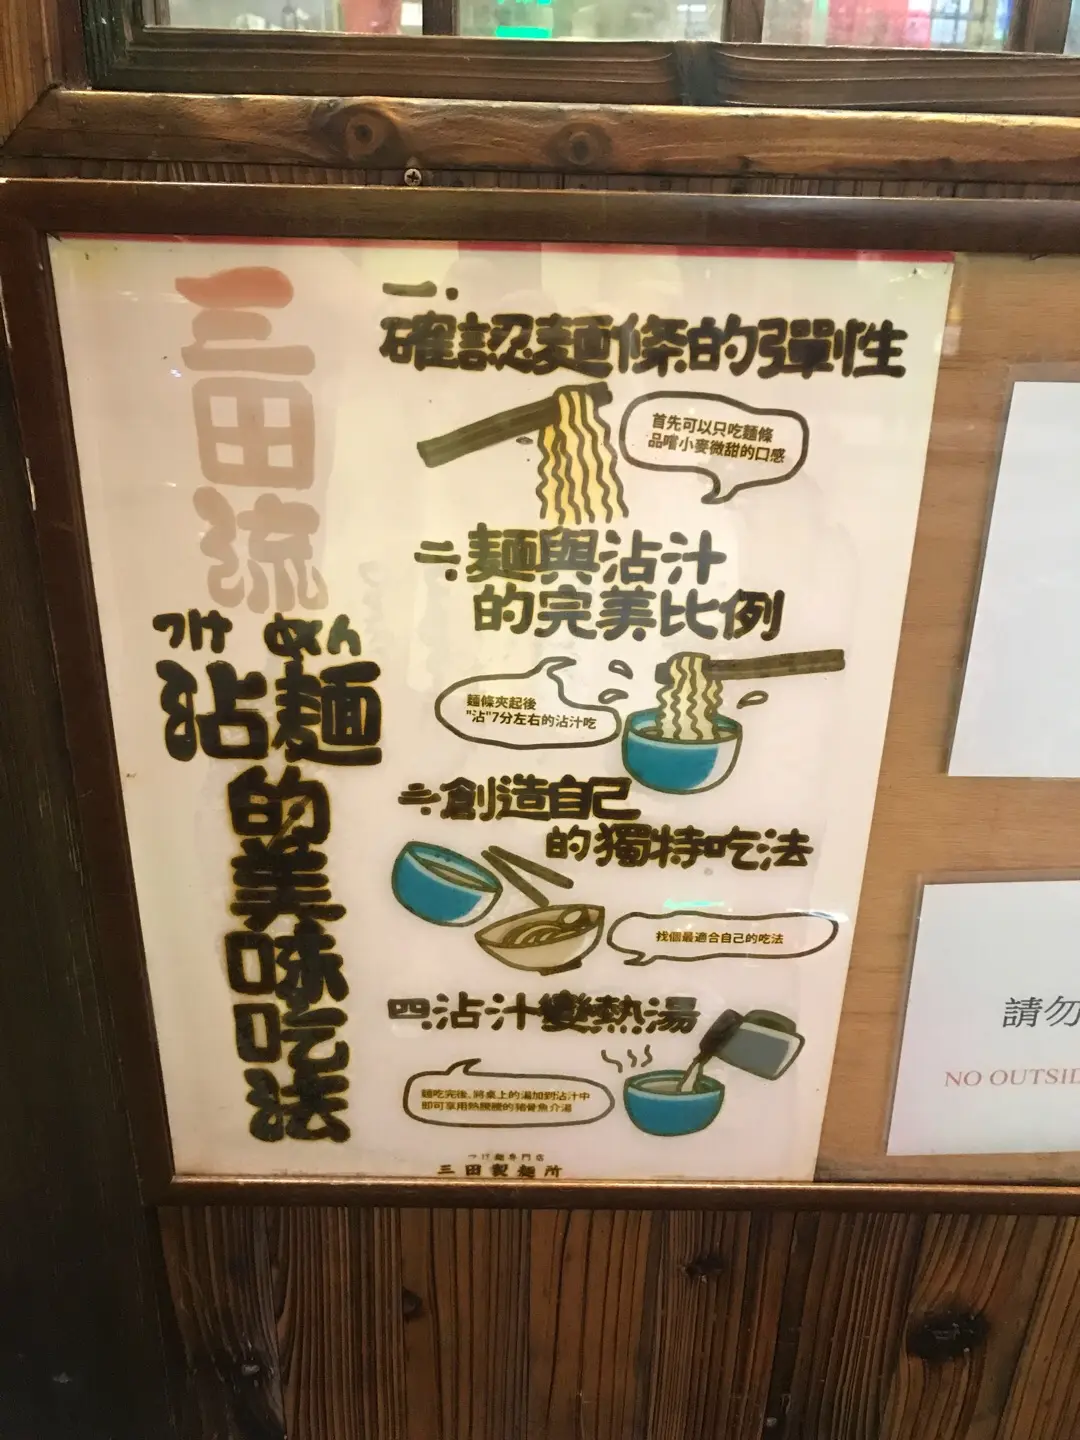 三田流
つけ めん
沾麵
的美味吃法
一.
確認麵條的彈性
首先可以只吃麵條
品嚐小麥微甜的口感
二.麵與沾汁
的完美比例
麵條夾起後
"沾"7分左右的沾汁吃
三.創造自己
的獨特吃法
找個最適合自己的吃法
四.沾汁變熱湯
麵吃完後、將桌上的湯加到沾汁中
即可享用熱騰騰的豬骨魚介湯
つけ麵專門店
三田製麵所
請勿
NO OUTSID